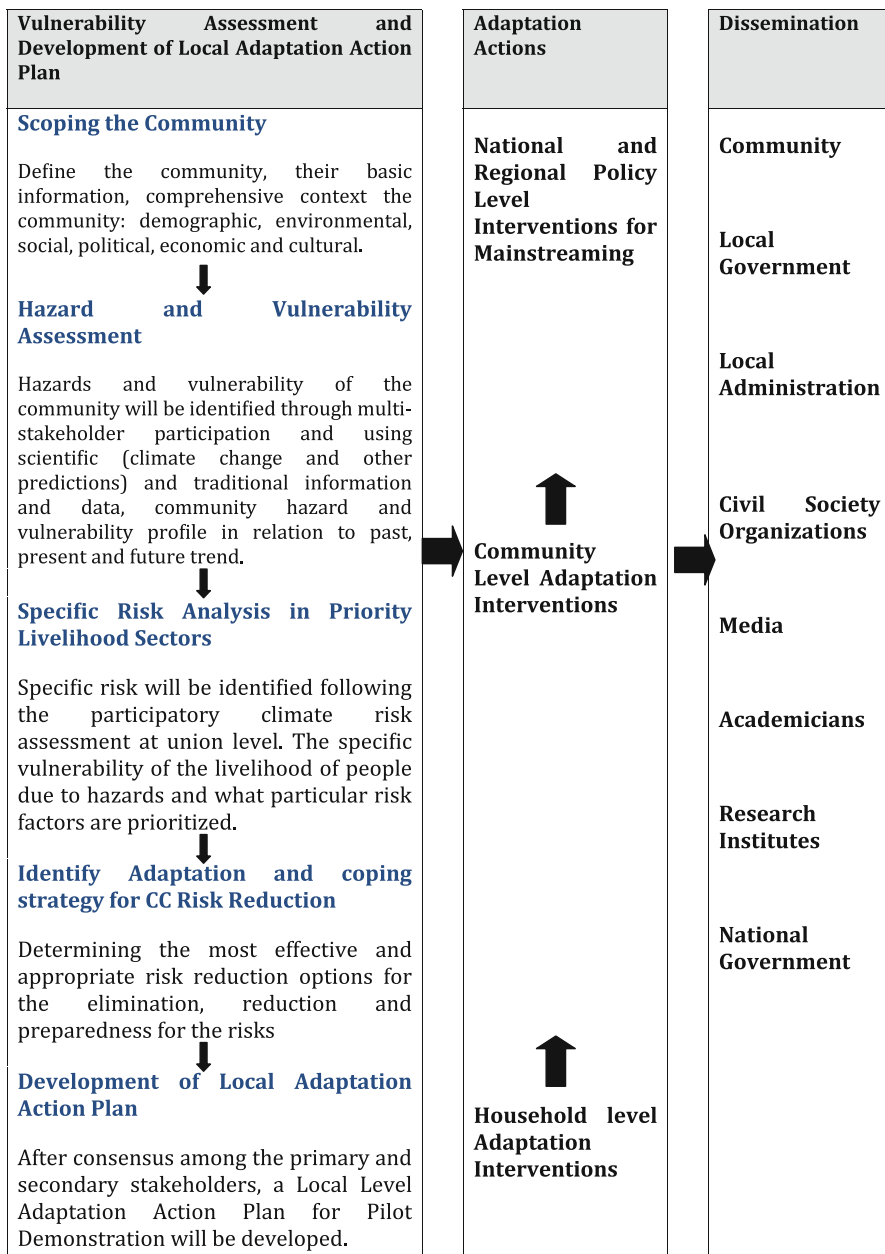 Vulnerability Assessment and
Development of Local Adaptation Action
Plan
Scoping the Community
Define the community, their basic
information, comprehensive context the
community: demographic, environmental,
social, political, economic and cultural.
Hazard and Vulnerability
Assessment
Hazards and vulnerability of the
community will be identified through multi-
stakeholder participation and using
scientific (climate change and other
predictions) and traditional information
and data, community hazard and
vulnerability profile in relation to past,
present and future trend.
Specific Risk Analysis in Priority
Livelihood Sectors
Specific risk will be identified following
the participatory climate risk
assessment at union level. The specific
vulnerability of the livelihood of people
due to hazards and what particular risk
factors are prioritized.
Identify Adaptation and coping
strategy for CC Risk Reduction
Determining the most effective and
appropriate risk reduction options for
the elimination, reduction and
preparedness for the risks
Development of Local Adaptation
Action Plan
After consensus among the primary and
secondary stakeholders, a Local Level
Adaptation Action Plan for Pilot
Demonstration will be developed.
Adaptation
Actions
National and
Regional Policy
Level
Interventions for
Mainstreaming
Community
Level Adaptation
Interventions
Household level
Adaptation
Interventions
Dissemination
Community
Local
Government
Local
Administration
Civil Society
Organizations
Media
Academicians
Research
Institutes
National
Government